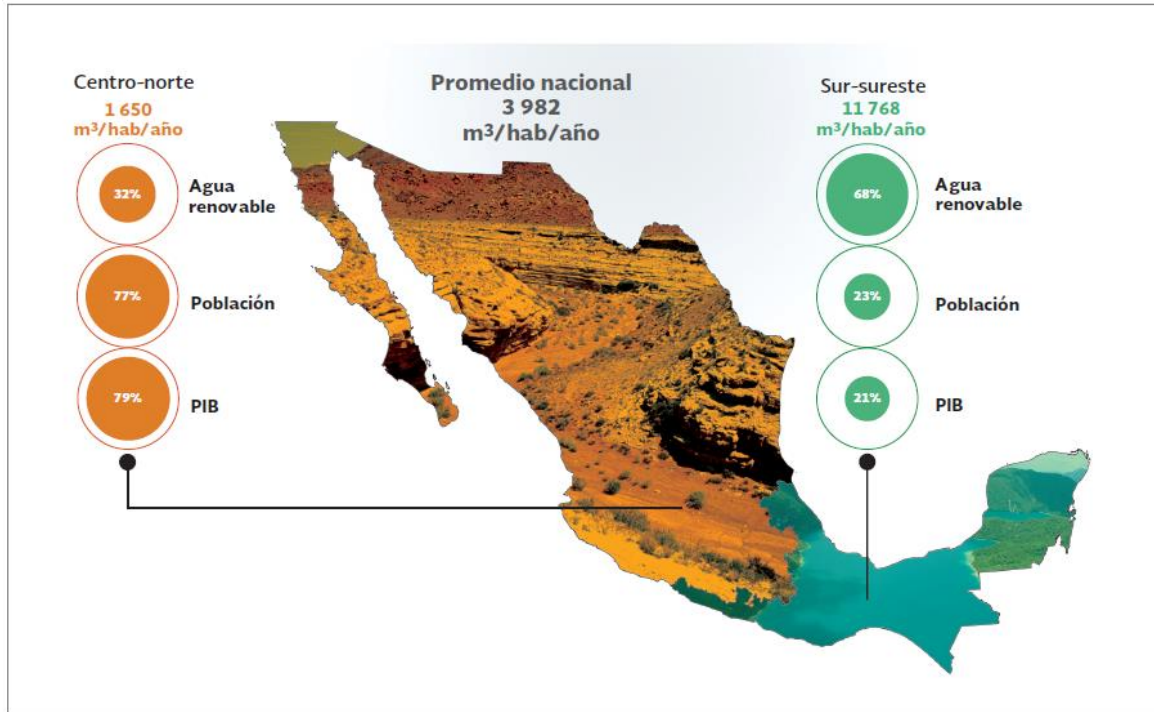 Centro-norte
1 650
m³/hab/año
32%
Agua
renovable
77%
Población
79%
PIB
Promedio nacional
3 982
m³/hab/año
Sur-sureste
11 768
m³/hab/año
68%
Agua
renovable
23%
Población
21%
PIB